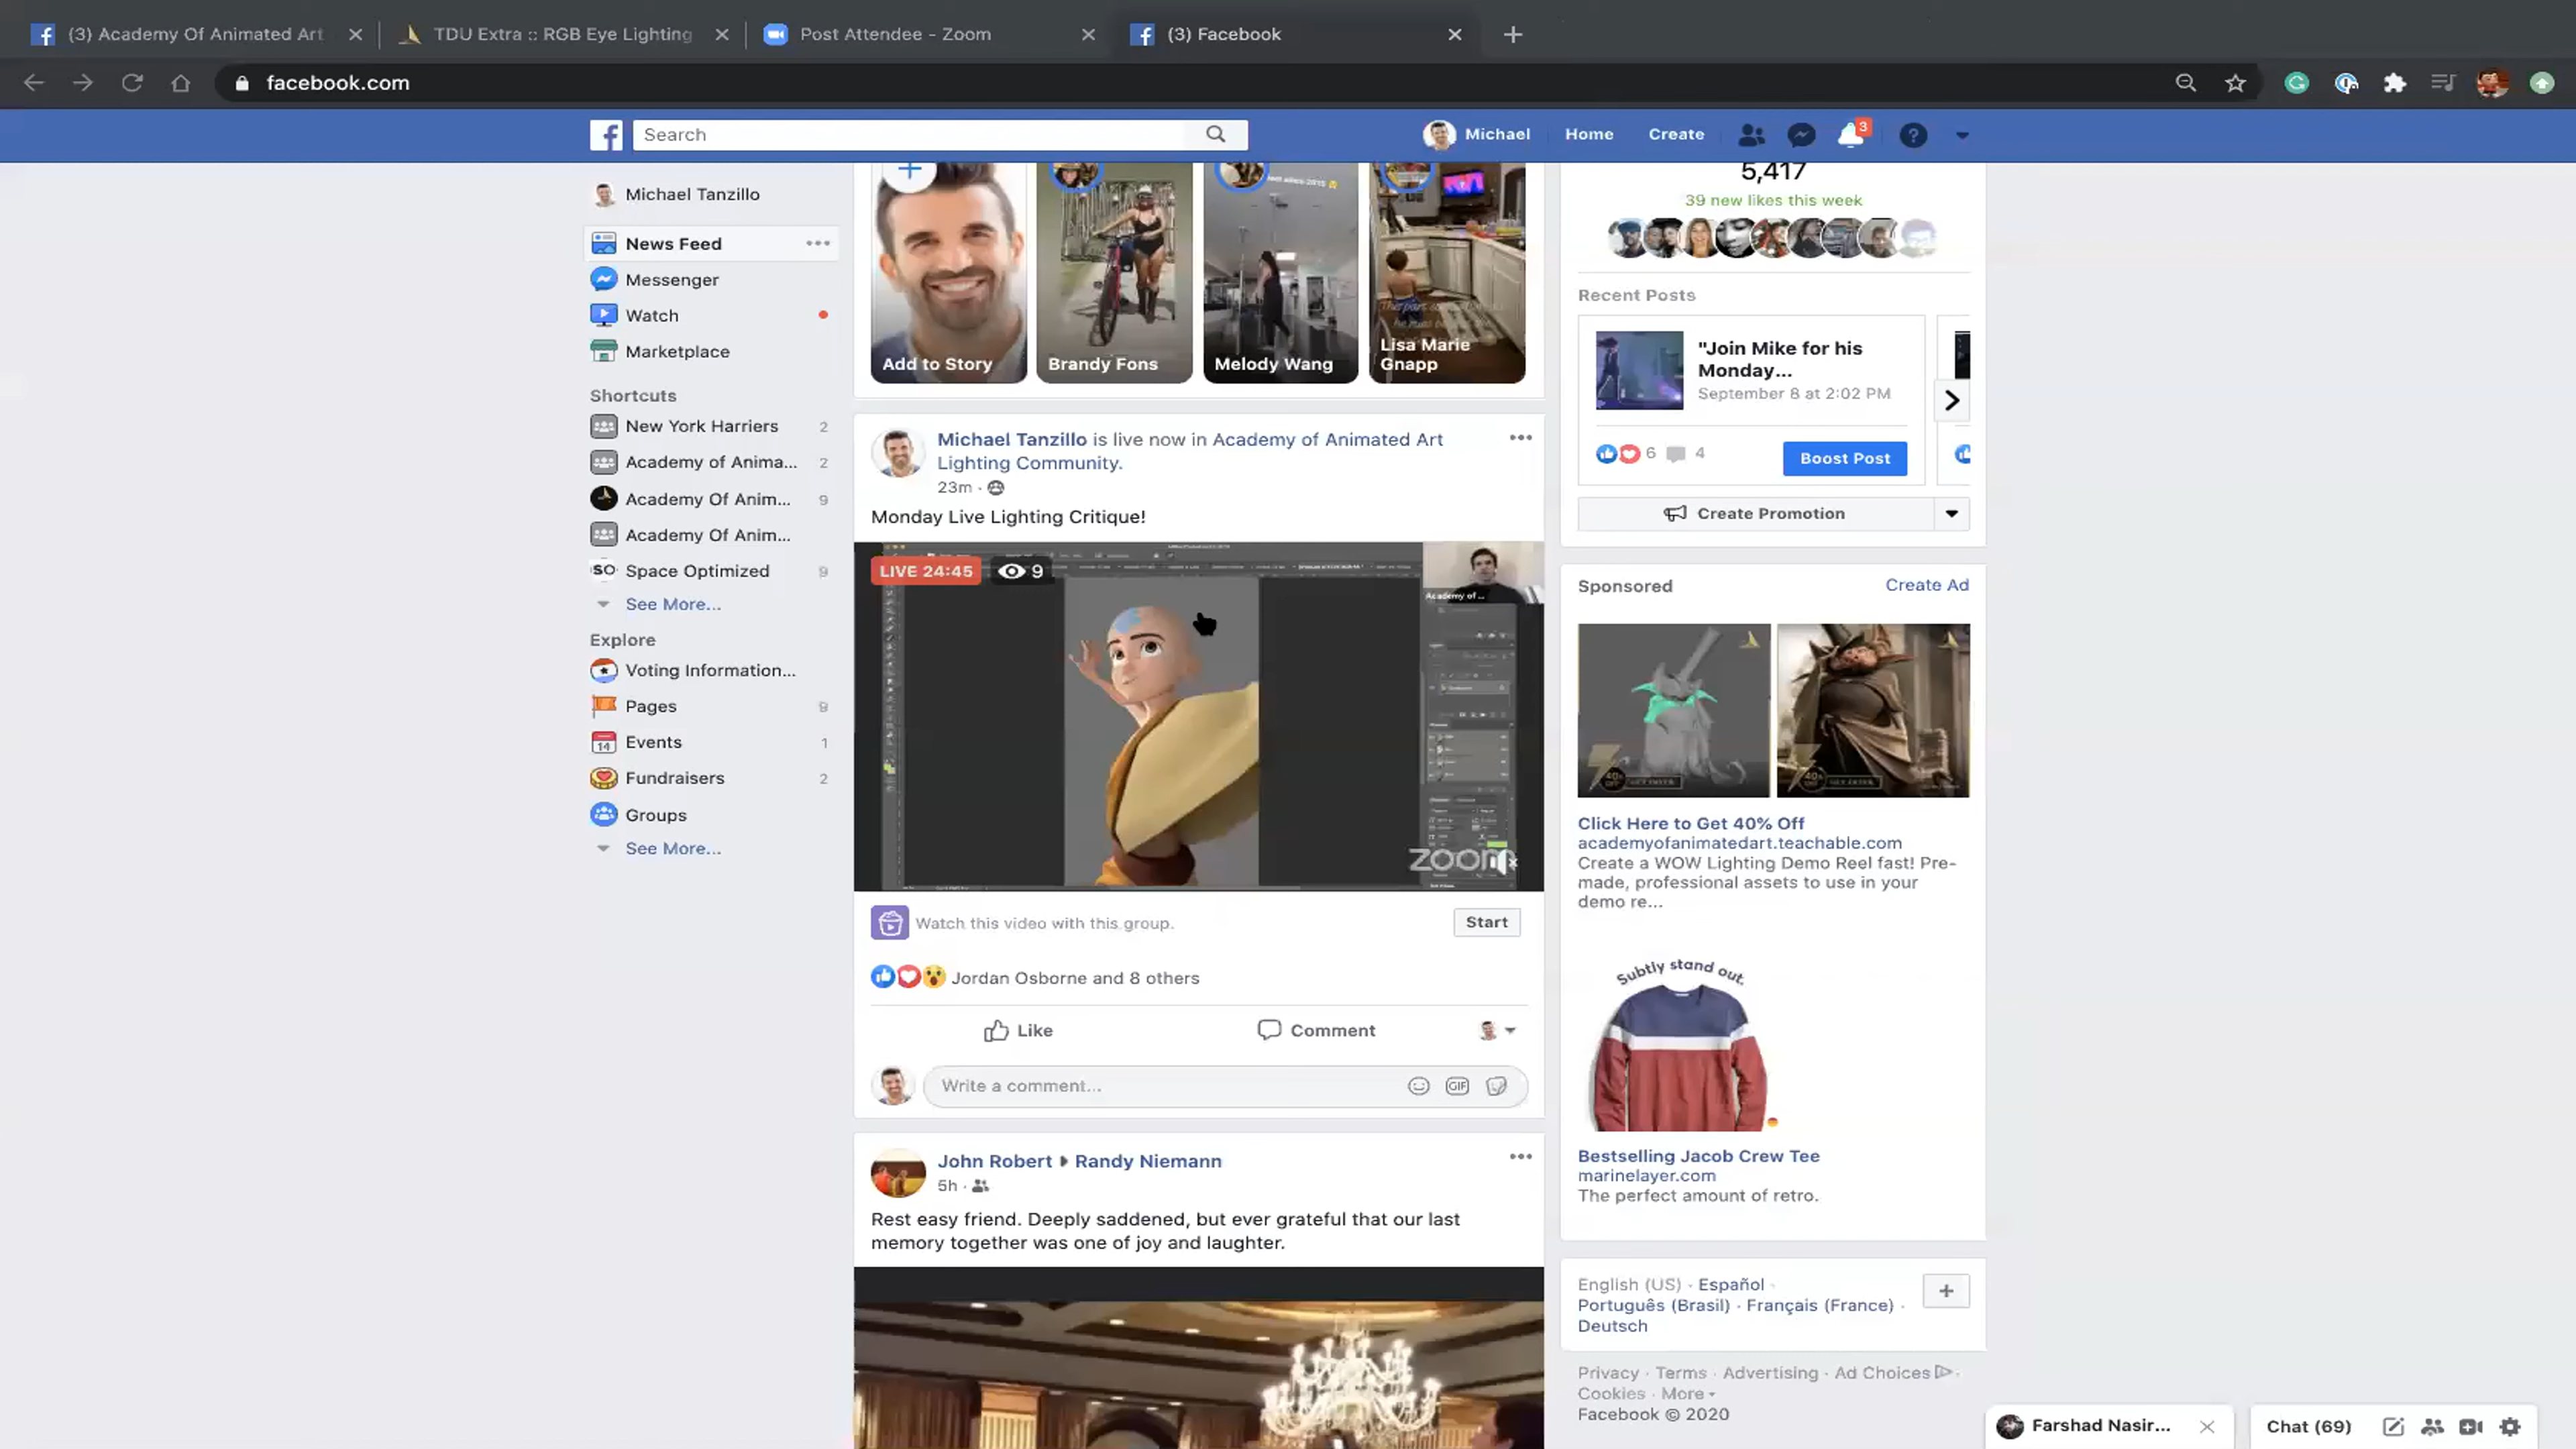 (3) Academy Of Animated Art
TDU Extra :: RGB Eye Lighting
Post Attendee - Zoom
(3) Facebook
facebook.com
Search
Michael
Home
Create
3
Michael Tanzillo
News Feed
Messenger
Watch
Marketplace
Shortcuts
New York Harriers 2
Academy of Anima... 2
Academy Of Anim... 9
Academy Of Anim...
SO Space Optimized 9
See More...
Explore
Voting Information...
Pages 9
14 Events 1
Fundraisers 2
Groups
See More...
Add to Story
Brandy Fons
Melody Wang
Lisa Marie
Gnapp
Michael Tanzillo is live now in Academy of Animated Art
Lighting Community.
23m ·
Monday Live Lighting Critique!
LIVE 24:45
9
Academy of ...
zoom
Watch this video with this group.
Start
Jordan Osborne and 8 others
Like
Comment
Write a comment...
GIF
John Robert Randy Niemann
5h ·
Rest easy friend. Deeply saddened, but ever grateful that our last
memory together was one of joy and laughter.
5,417
39 new likes this week
Recent Posts
"Join Mike for his
Monday...
September 8 at 2:02 PM
6 4
Boost Post
Create Promotion
Sponsored
Create Ad
Click Here to Get 40% Off
academyofanimatedart.teachable.com
Create a WOW Lighting Demo Reel fast! Pre-
made, professional assets to use in your
demo re...
Subtly stand out.
Bestselling Jacob Crew Tee
marinelayer.com
The perfect amount of retro.
English (US) · Español ·
Português (Brasil) · Français (France) ·
Deutsch
Privacy · Terms · Advertising · Ad Choices ·
Cookies · More
Facebook © 2020
Farshad Nasir...
Chat (69)